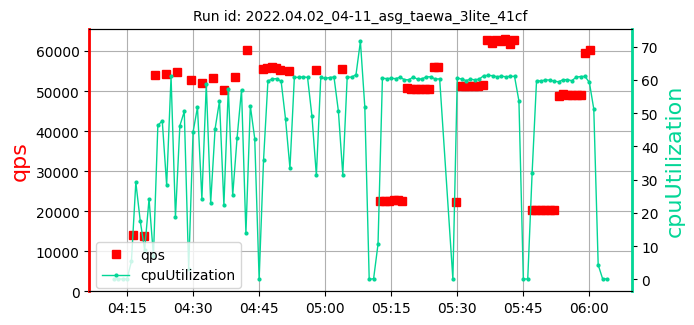 Run id: 2022.04.02_04-11_asg_taewa_3lite_41cf
60000
50000
40000
30000
20000
10000
0
qps
70
60
50
40
30
20
10
0
cpuUtilization
qps
cpuUtilization
04:15 04:30 04:45 05:00 05:15 05:30 05:45 06:00